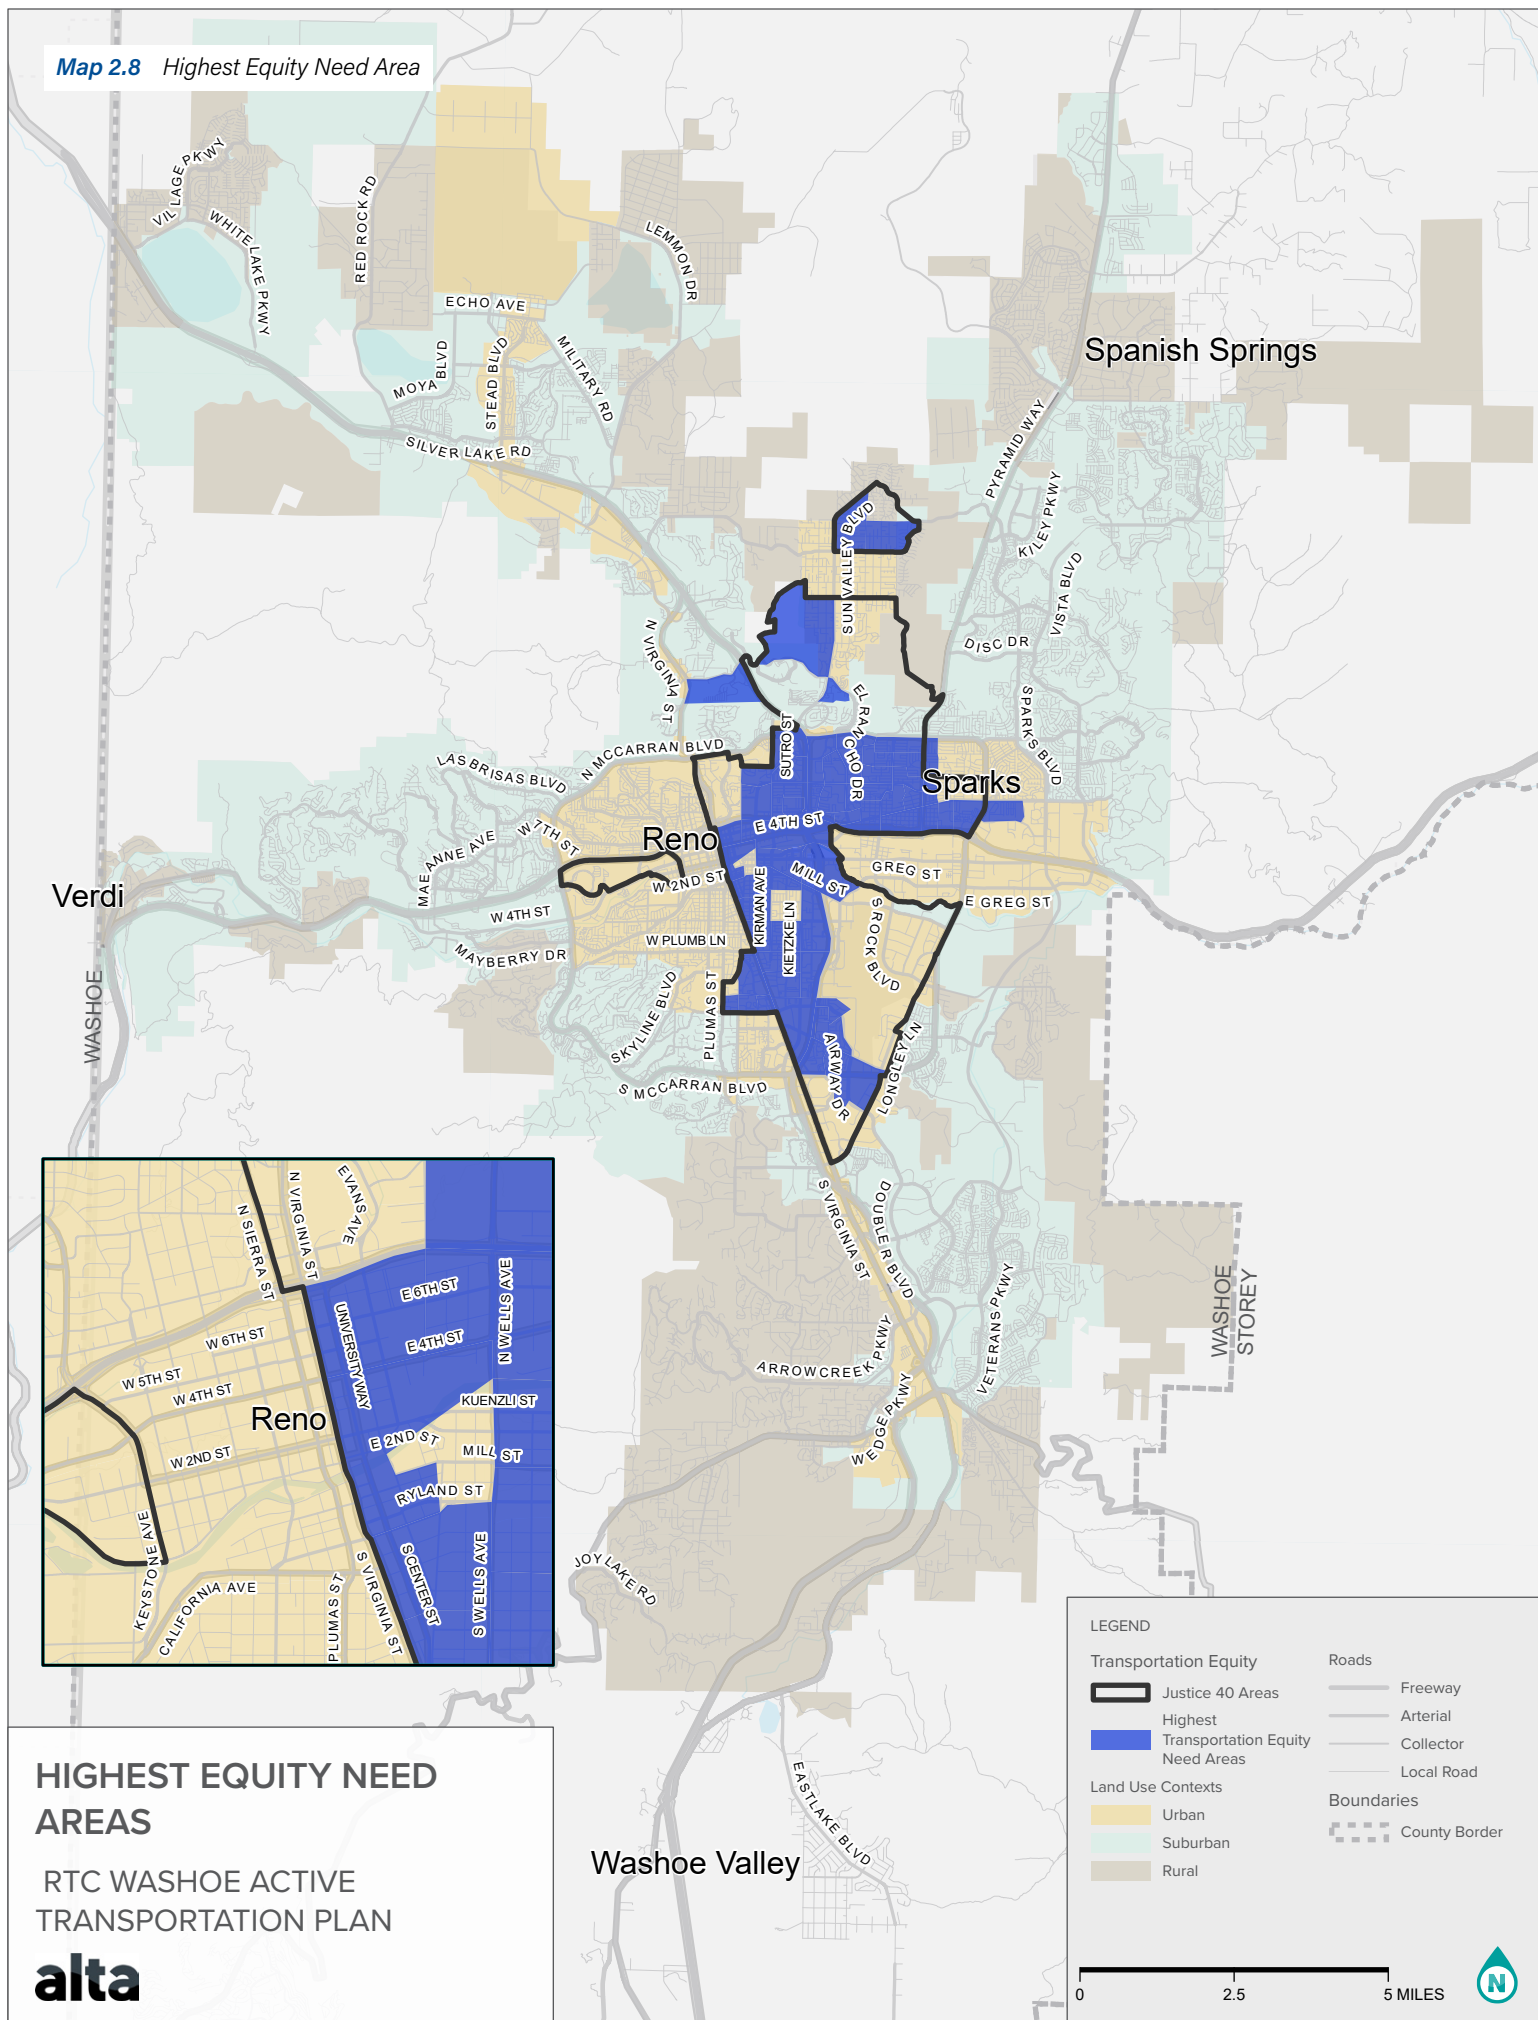 Map 2.8 Highest Equity Need Area
VILLAGE PKWY
WHITE LAKE PKWY
RED ROCK RD
LEMMON DR
ECHO AVE
MOYA BLVD
STEAD BLVD
MILITARY RD
SILVER LAKE RD
Spanish Springs
PYRAMID WAY
KILEY PKWY
VISTA BLVD
SUN VALLEY BLVD
DISC DR
N VIRGINIA ST
EL RANCHO DR
SPARKS BLVD
SUTRO ST
N MCCARRAN BLVD
LAS BRISAS BLVD
Sparks
E 4TH ST
Reno
W 7TH ST
MAE ANNE AVE
Verdi
W 2ND ST
W 4TH ST
MILL ST
GREG ST
E GREG ST
KIRMAN AVE
KIETZKE LN
S ROCK BLVD
W PLUMB LN
MAYBERRY DR
SKYLINE BLVD
PLUMAS ST
WASHOE
AIRWAY DR
LONGLEY LN
S MCCARRAN BLVD
S VIRGINIA ST
DOUBLE R BLVD
VETERANS PKWY
ARROWCREEK PKWY
WEDGE PKWY
WASHOE
STOREY
JOY LAKE RD
EASTLAKE BLVD
Washoe Valley
N SIERRA ST
N VIRGINIA ST
EVANS AVE
E 6TH ST
UNIVERSITY WAY
E 4TH ST
N WELLS AVE
W 6TH ST
W 5TH ST
W 4TH ST
KUENZLI ST
Reno
E 2ND ST
MILL ST
W 2ND ST
RYLAND ST
KEYSTONE AVE
CALIFORNIA AVE
PLUMAS ST
S VIRGINIA ST
S CENTER ST
S WELLS AVE
HIGHEST EQUITY NEED
AREAS
RTC WASHOE ACTIVE
TRANSPORTATION PLAN
alta
LEGEND
Transportation Equity
Justice 40 Areas
Highest
Transportation Equity
Need Areas
Land Use Contexts
Urban
Suburban
Rural
Roads
Freeway
Arterial
Collector
Local Road
Boundaries
County Border
0 2.5 5 MILES
N